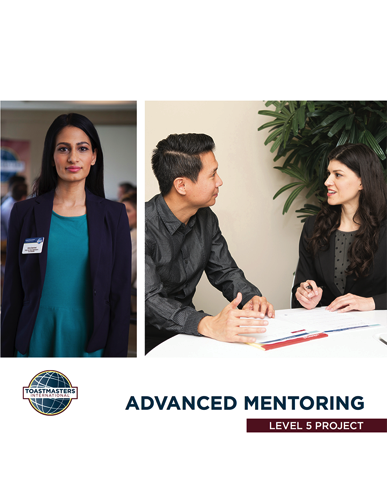 TOASTMASTERS
INTERNATIONAL
ADVANCED MENTORING
LEVEL 5 PROJECT